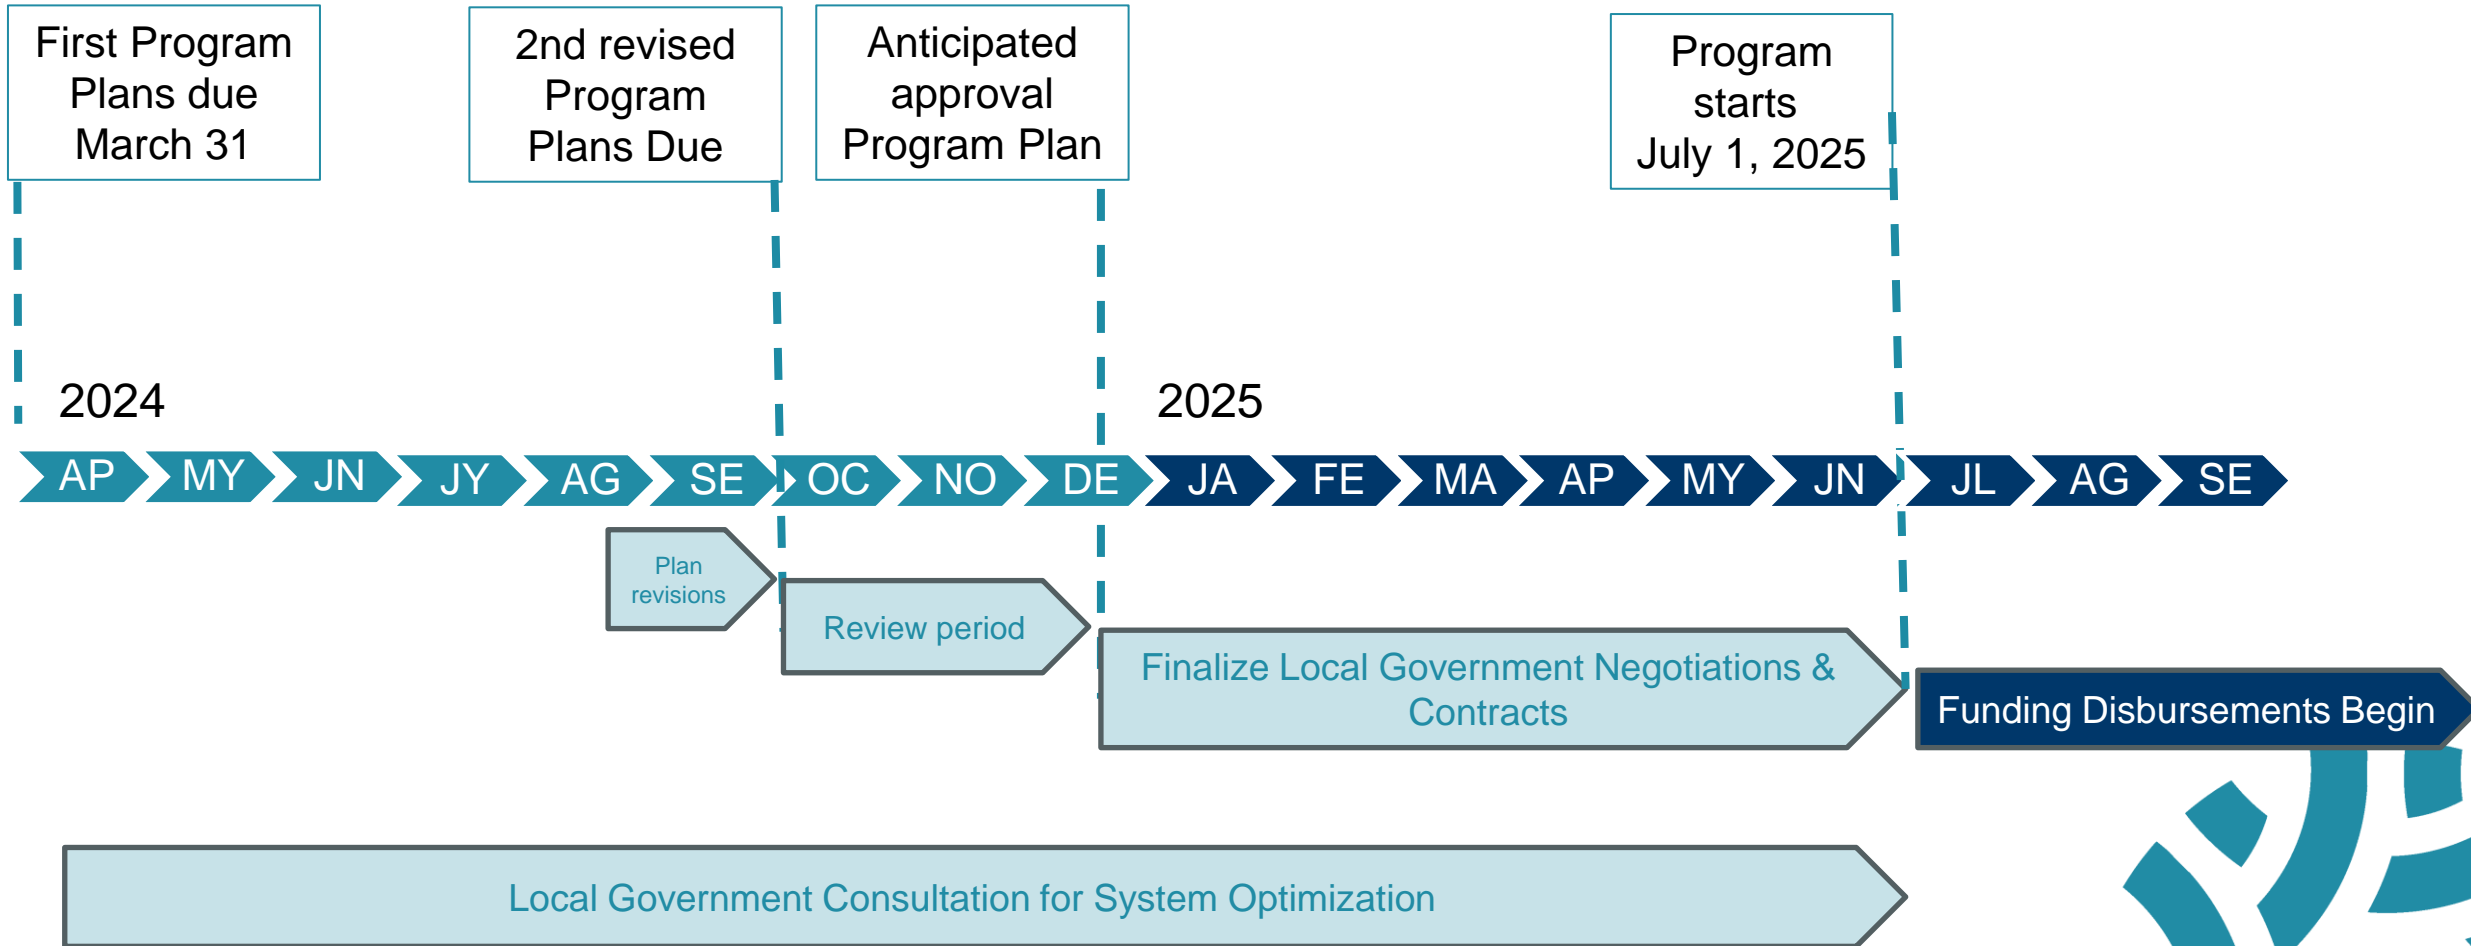 First Program
Plans due
March 31
2nd revised
Program
Plans Due
Anticipated
approval
Program Plan
Program
starts
July 1, 2025
2024
2025
AP MY JN JY AG SE OC NO DE JA FE MA AP MY JN JL AG SE
Plan
revisions
Review period
Finalize Local Government Negotiations &
Contracts
Funding Disbursements Begin
Local Government Consultation for System Optimization